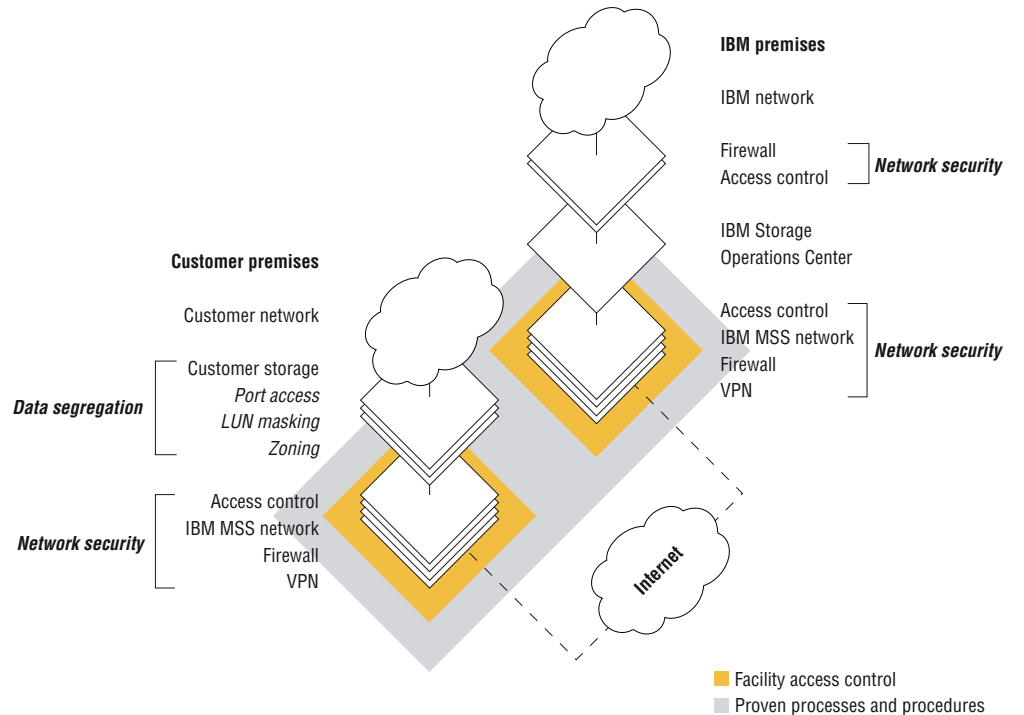 IBM premises
IBM network
Firewall
Access control
Network security
IBM Storage
Operations Center
Access control
IBM MSS network
Firewall
VPN
Network security
Customer premises
Customer network
Customer storage
Port access
LUN masking
Zoning
Data segregation
Access control
IBM MSS network
Firewall
VPN
Network security
Internet
Facility access control
Proven processes and procedures